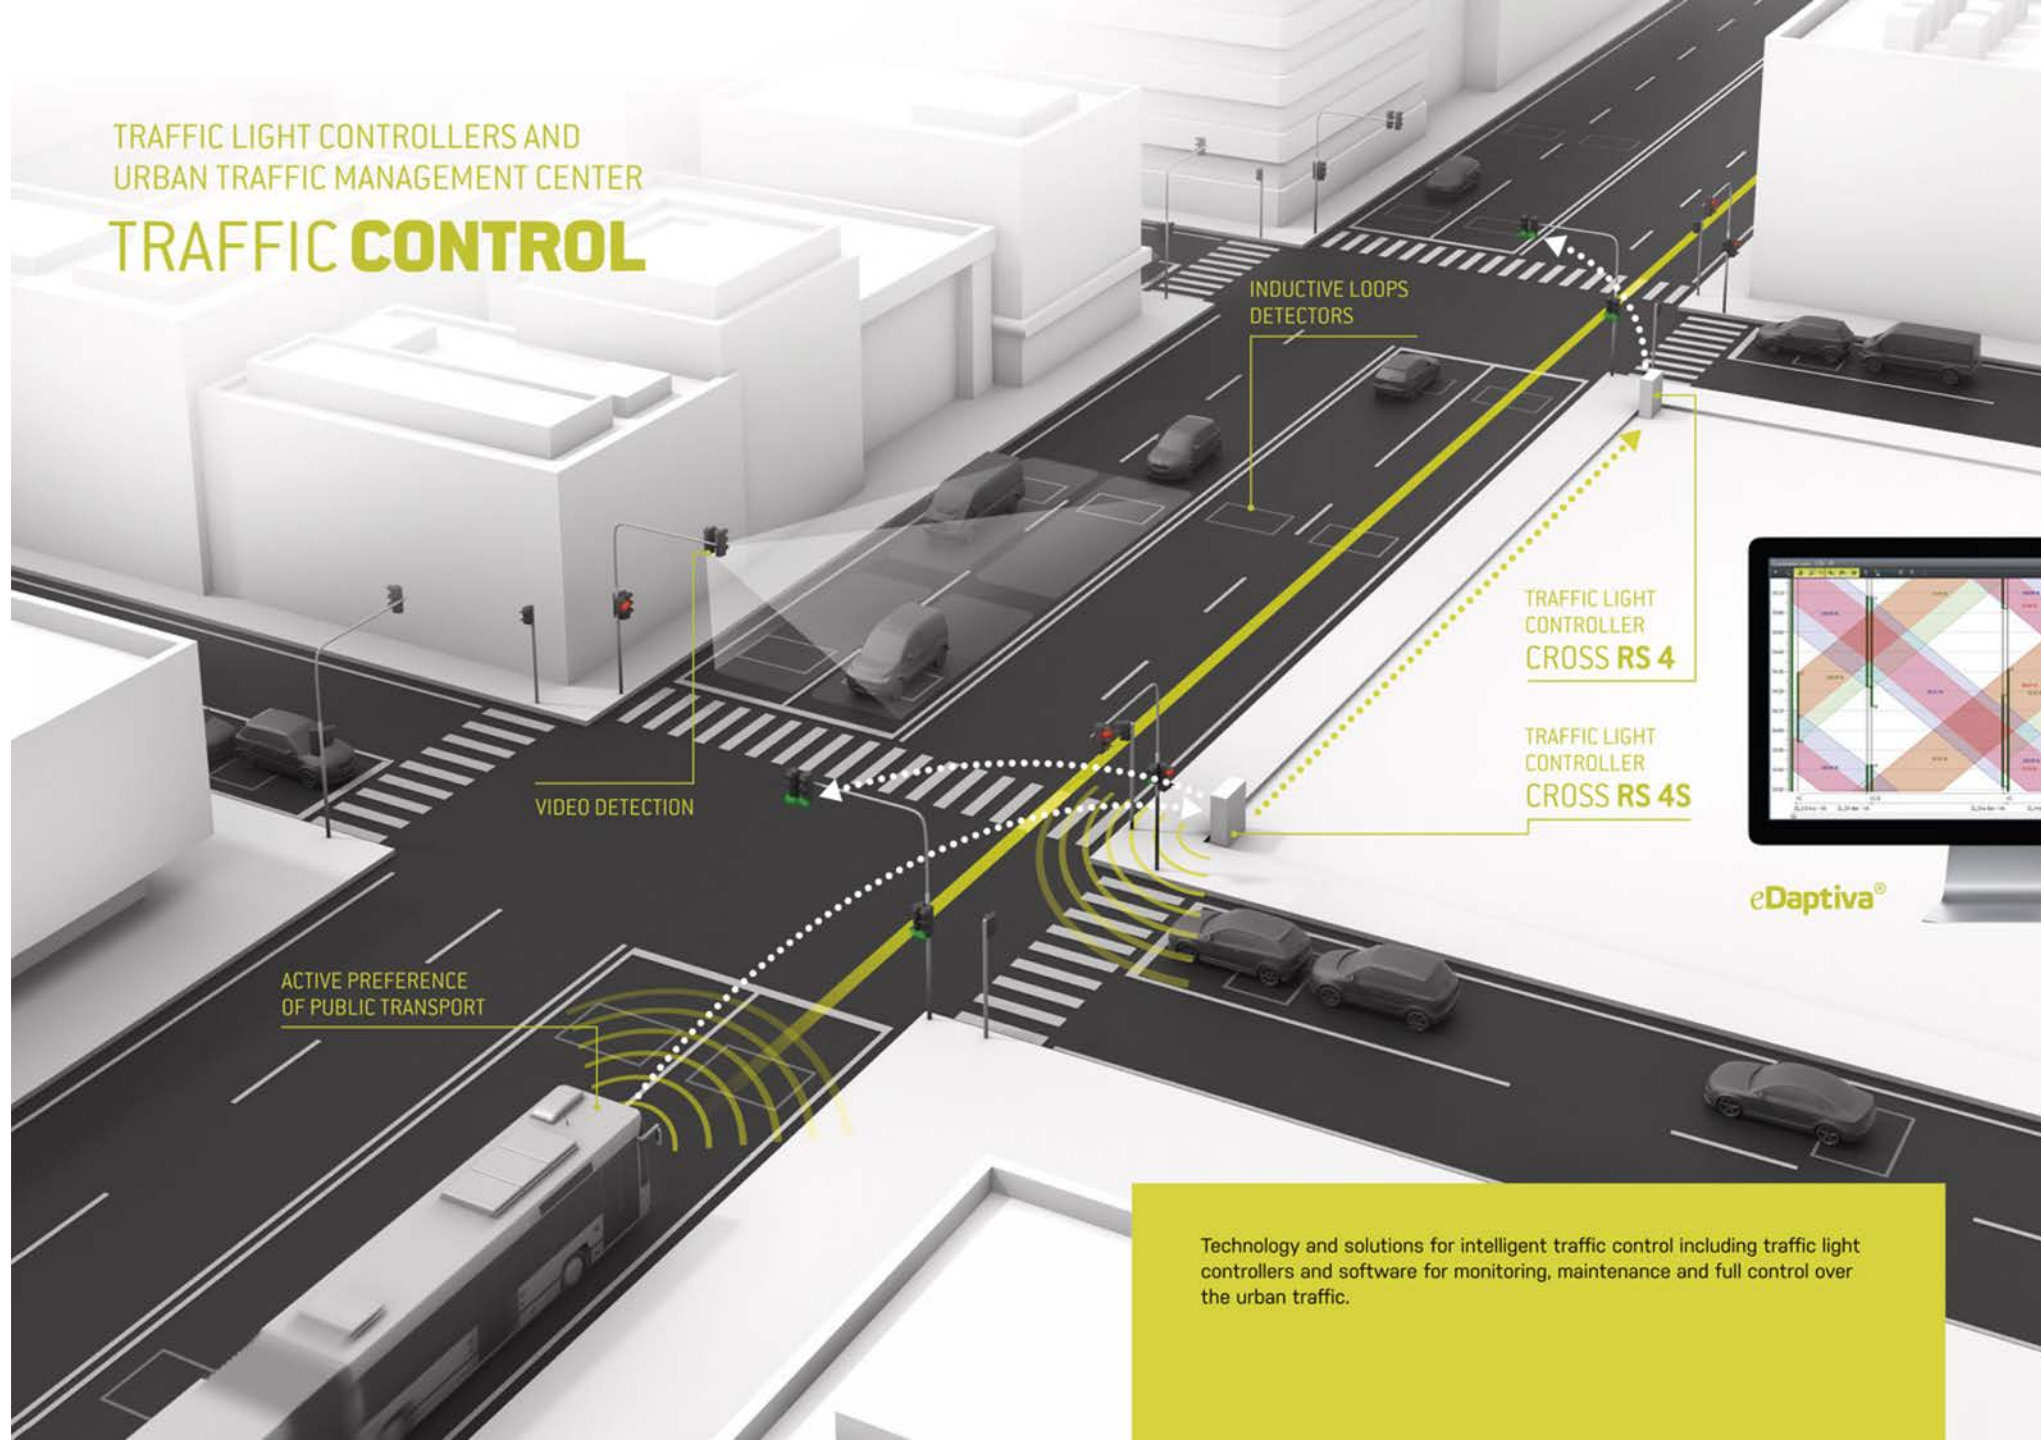 TRAFFIC LIGHT CONTROLLERS AND
URBAN TRAFFIC MANAGEMENT CENTER
TRAFFIC CONTROL
INDUCTIVE LOOPS
DETECTORS
TRAFFIC LIGHT
CONTROLLER
CROSS RS 4
TRAFFIC LIGHT
CONTROLLER
CROSS RS 4S
VIDEO DETECTION
eDaptiva®
ACTIVE PREFERENCE
OF PUBLIC TRANSPORT
Technology and solutions for intelligent traffic control including traffic light
controllers and software for monitoring, maintenance and full control over
the urban traffic.